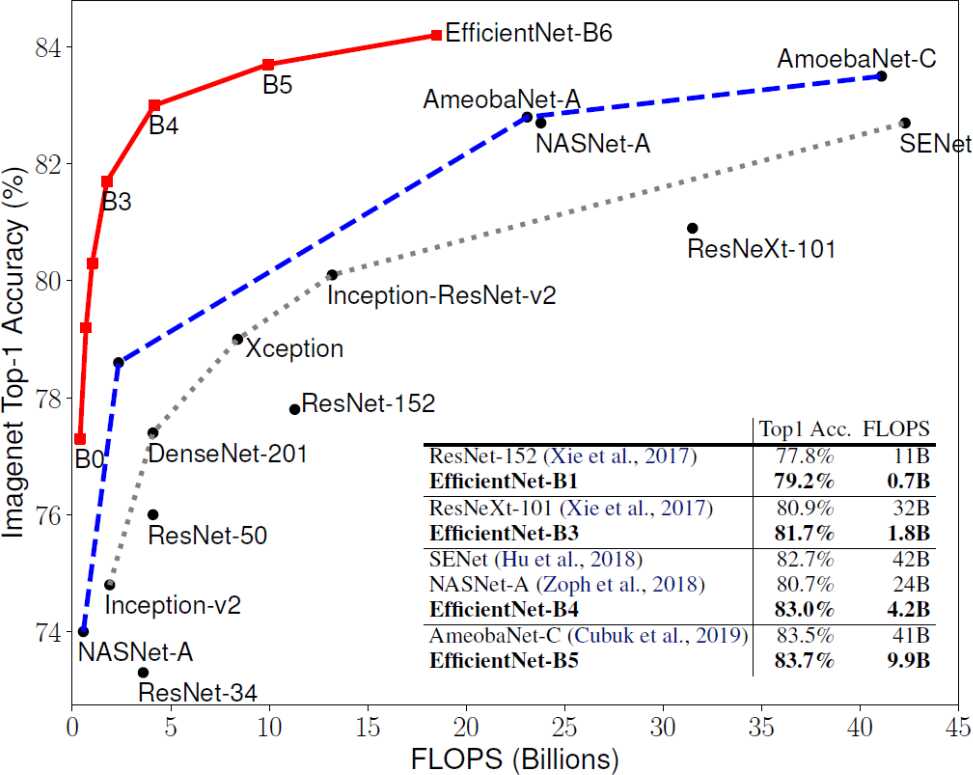 84
EfficientNet-B6
AmoebaNet-C
B5
AmeobaNet-A
B4
NASNet-A
SENet
82
B3
ResNeXt-101
80
Inception-ResNet-v2
Xception
78
ResNet-152
B0
DenseNet-201
76
ResNet-50
Inception-v2
74
NASNet-A
ResNet-34
Imagenet Top-1 Accuracy (%)
Top1 Acc. FLOPS
ResNet-152 (Xie et al., 2017) 77.8% 11B
EfficientNet-B1 79.2% 0.7B
ResNeXt-101 (Xie et al., 2017) 80.9% 32B
EfficientNet-B3 81.7% 1.8B
SENet (Hu et al., 2018) 82.7% 42B
NASNet-A (Zoph et al., 2018) 80.7% 24B
EfficientNet-B4 83.0% 4.2B
AmeobaNet-C (Cubuk et al., 2019) 83.5% 41B
EfficientNet-B5 83.7% 9.9B
0 5 10 15 20 25 30 35 40 45
FLOPS (Billions)